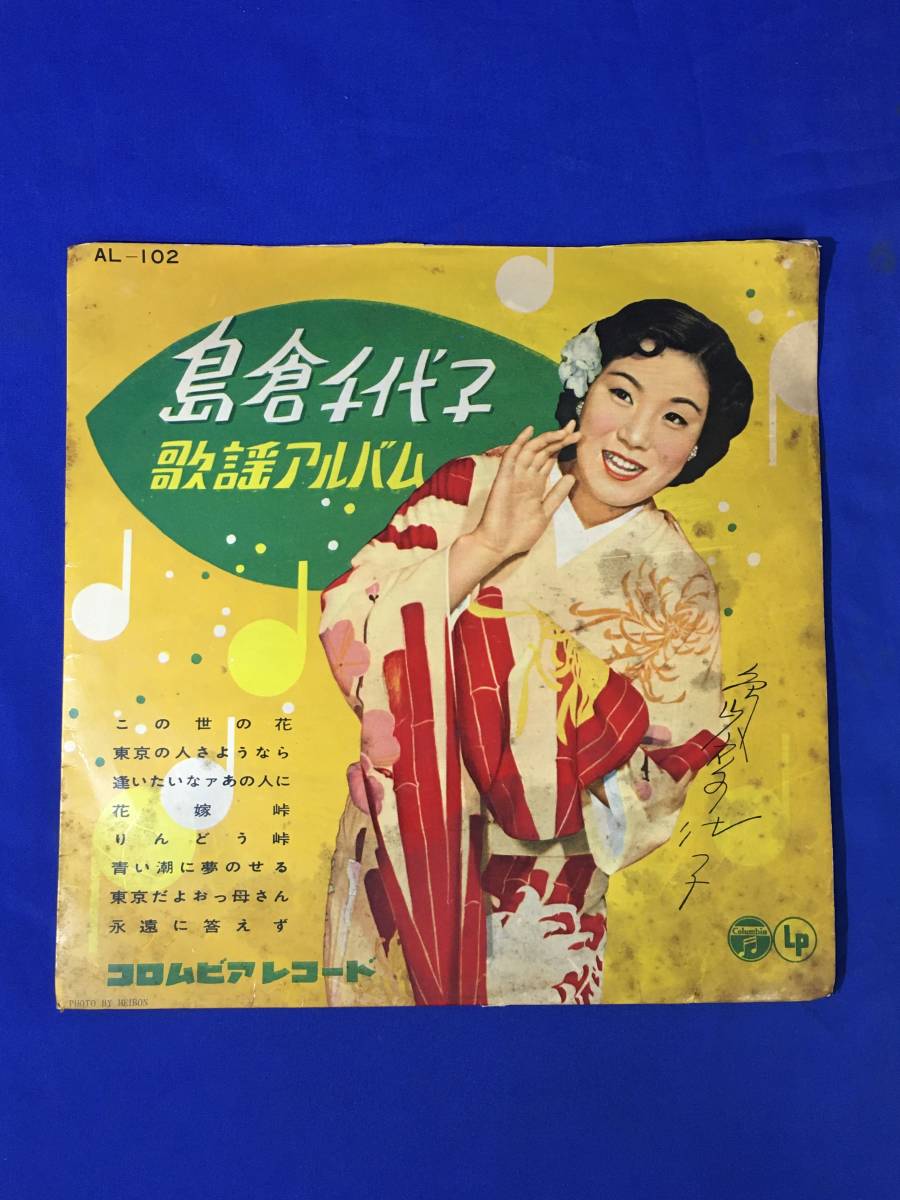 AL-102
島倉千代子
歌謡アルバム
この世の花
東京の人さようなら
逢いたいなァあの人に
花嫁峠
りんどう峠
青い潮に夢のせる
東京だよおっ母さん
永遠に答えず
コロムビアレコード
PHOTO BY HEIBON
Columbia
Lp